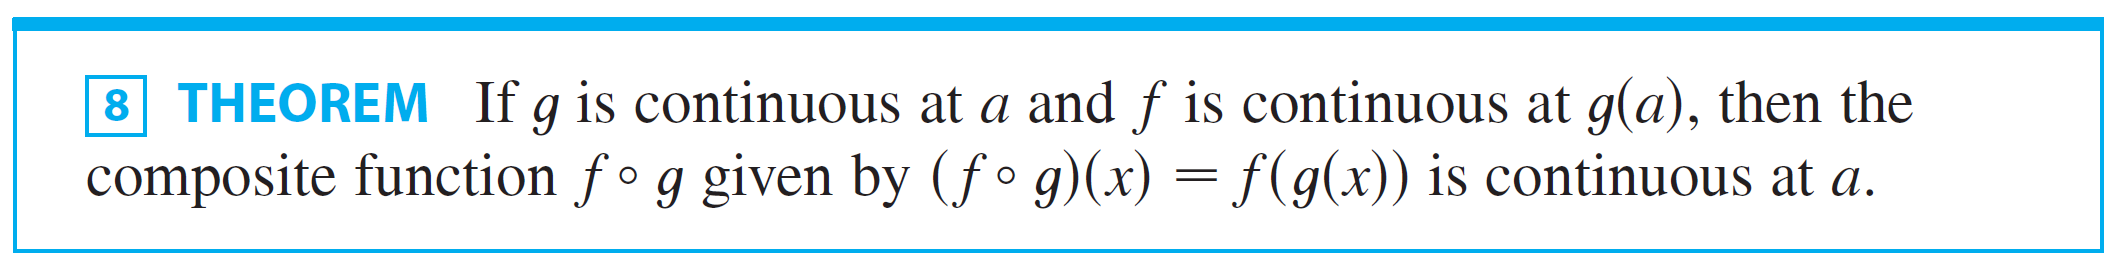 8 THEOREM If g is continuous at a and f is continuous at g(a), then the
composite function f ∘ g given by (f ∘ g)(x) = f(g(x)) is continuous at a.